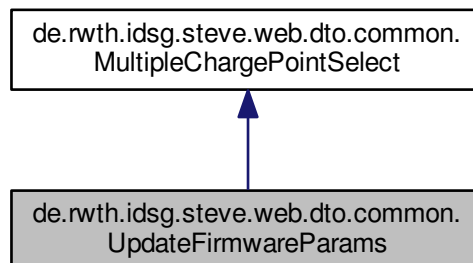 de.rwth.idsg.steve.web.dto.common.
MultipleChargePointSelect
de.rwth.idsg.steve.web.dto.common.
UpdateFirmwareParams